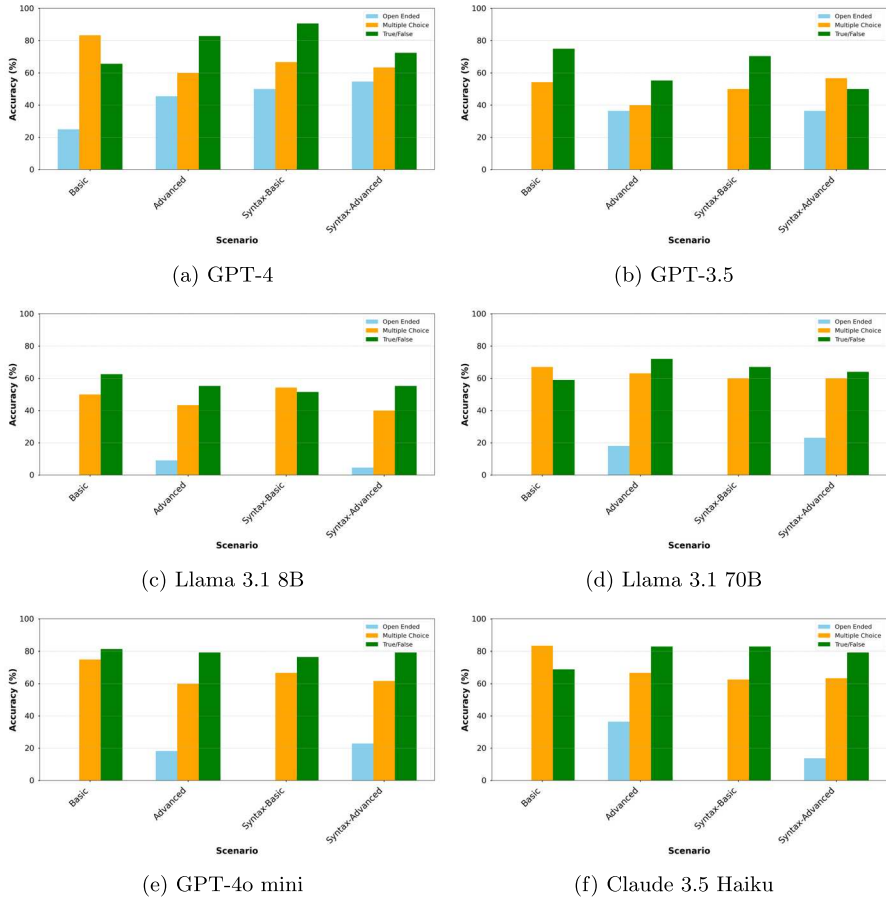 Accuracy (%)
100
80
60
40
20
0
Open Ended
Multiple Choice
True/False
Basic
Advanced
Syntax-Basic
Syntax-Advanced
Scenario
(a) GPT-4
Accuracy (%)
100
80
60
40
20
0
Open Ended
Multiple Choice
True/False
Basic
Advanced
Syntax-Basic
Syntax-Advanced
Scenario
(b) GPT-3.5
Accuracy (%)
100
80
60
40
20
0
Open Ended
Multiple Choice
True/False
Basic
Advanced
Syntax-Basic
Syntax-Advanced
Scenario
(c) Llama 3.1 8B
Accuracy (%)
100
80
60
40
20
0
Open Ended
Multiple Choice
True/False
Basic
Advanced
Syntax-Basic
Syntax-Advanced
Scenario
(d) Llama 3.1 70B
Accuracy (%)
100
80
60
40
20
0
Open Ended
Multiple Choice
True/False
Basic
Advanced
Syntax-Basic
Syntax-Advanced
Scenario
(e) GPT-4o mini
Accuracy (%)
100
80
60
40
20
0
Open Ended
Multiple Choice
True/False
Basic
Advanced
Syntax-Basic
Syntax-Advanced
Scenario
(f) Claude 3.5 Haiku